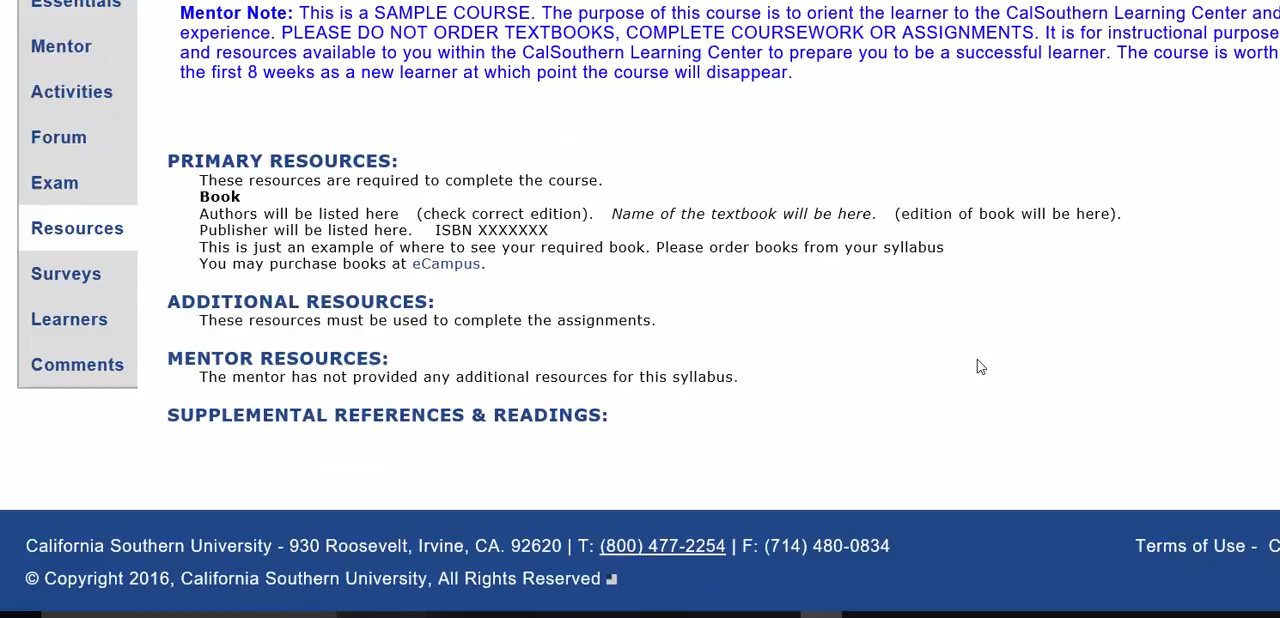 Essentials
Mentor
Activities
Forum
Exam
Resources
Surveys
Learners
Comments
Mentor Note: This is a SAMPLE COURSE. The purpose of this course is to orient the learner to the CalSouthern Learning Center and
experience. PLEASE DO NOT ORDER TEXTBOOKS, COMPLETE COURSEWORK OR ASSIGNMENTS. It is for instructional purpose
and resources available to you within the CalSouthern Learning Center to prepare you to be a successful learner. The course is worth
the first 8 weeks as a new learner at which point the course will disappear.
PRIMARY RESOURCES:
These resources are required to complete the course.
Book
Authors will be listed here (check correct edition). Name of the textbook will be here. (edition of book will be here).
Publisher will be listed here. ISBN XXXXXXX
This is just an example of where to see your required book. Please order books from your syllabus
You may purchase books at eCampus.
ADDITIONAL RESOURCES:
These resources must be used to complete the assignments.
MENTOR RESOURCES:
The mentor has not provided any additional resources for this syllabus.
SUPPLEMENTAL REFERENCES & READINGS:
California Southern University - 930 Roosevelt, Irvine, CA. 92620 | T: (800) 477-2254 | F: (714) 480-0834
Terms of Use - C
© Copyright 2016, California Southern University, All Rights Reserved